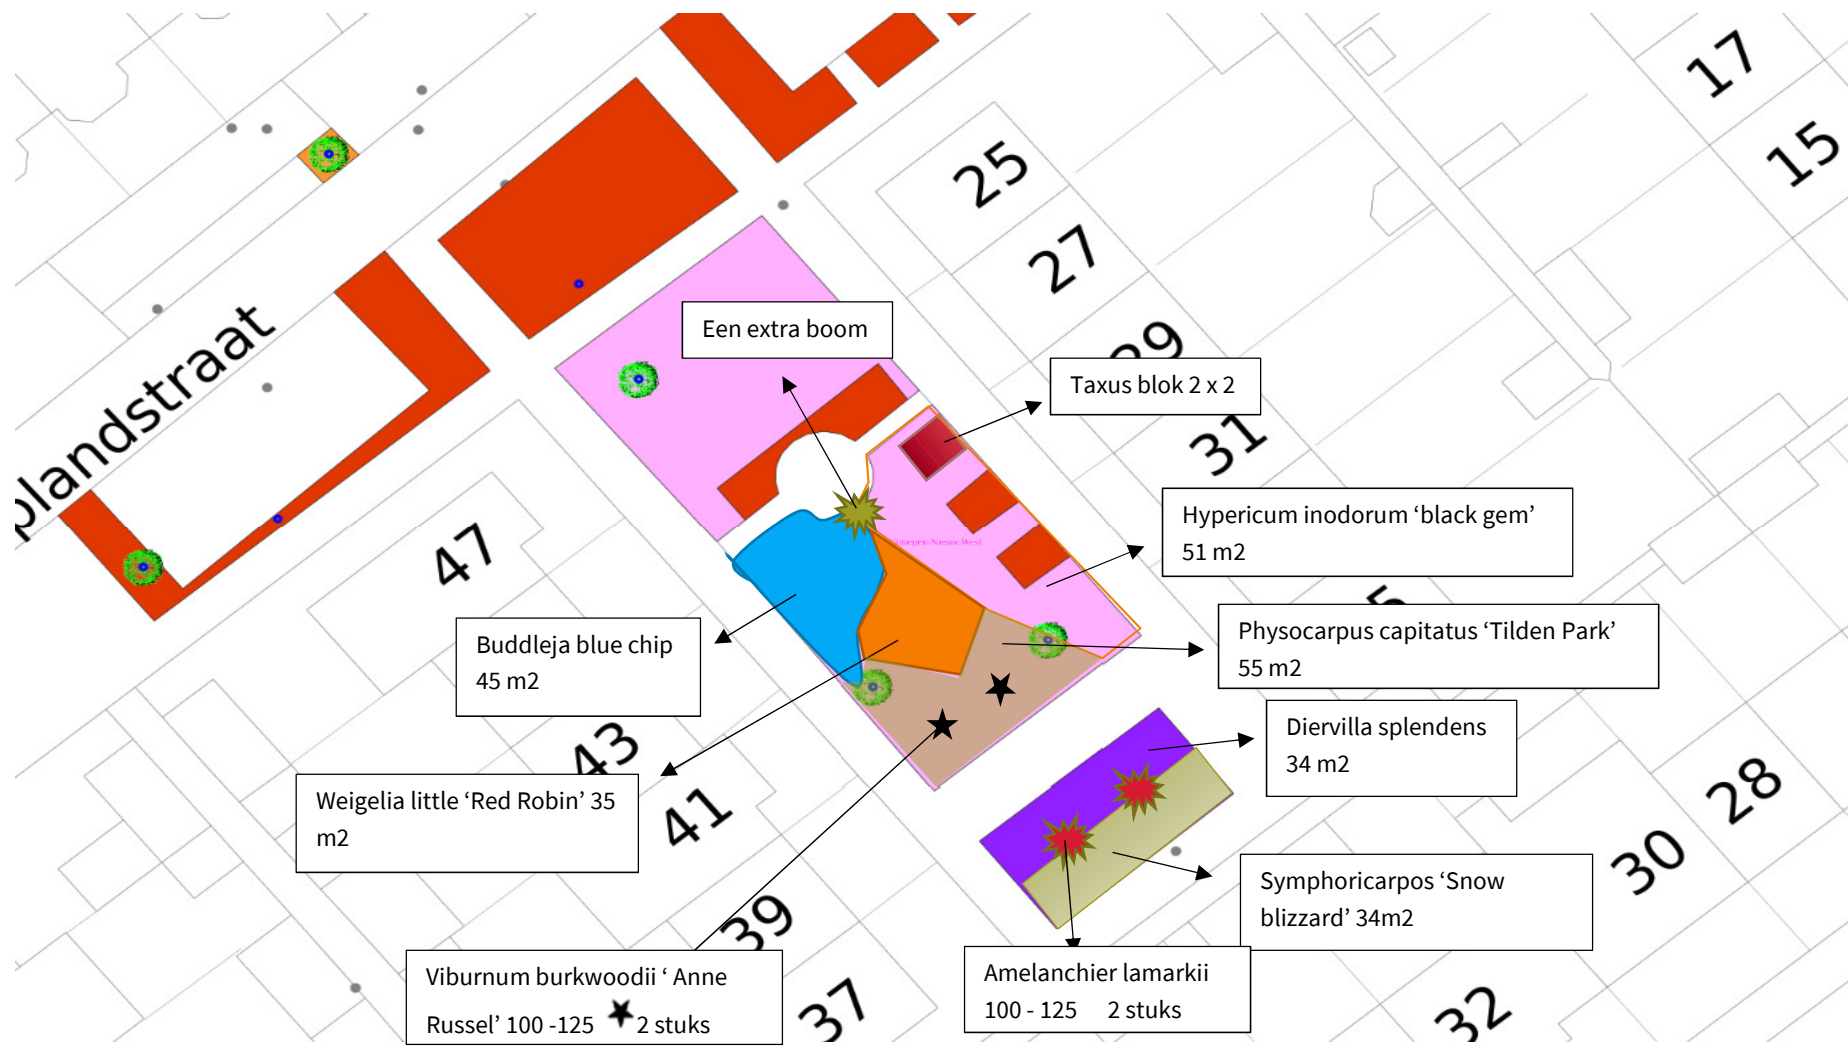 17
15
25
27
29
31
plandstraat
Een extra boom
Taxus blok 2 x 2
Hypericum inodorum ‘black gem’
51 m2
47
Buddleja blue chip
45 m2
Physocarpus capitatus ‘Tilden Park’
55 m2
Diervilla splendens
34 m2
43
Weigelia little ‘Red Robin’ 35
m2
41
28
30
Symphoricarpos ‘Snow
blizzard’ 34m2
39
Viburnum burkwoodii ‘ Anne
Russel’ 100 -125 2 stuks
Amelanchier lamarkii
100 - 125 2 stuks
37
32